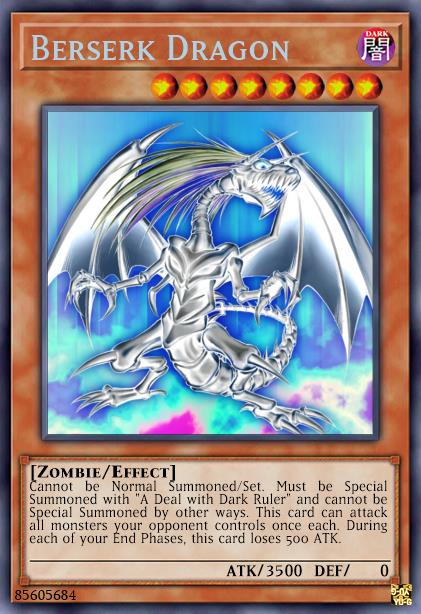 BERSERK DRAGON
DARK
闇
[ZOMBIE/EFFECT]
Cannot be Normal Summoned/Set. Must be Special
Summoned with "A Deal with Dark Ruler" and cannot be
Special Summoned by other ways. This card can attack
all monsters your opponent controls once each. During
each of your End Phases, this card loses 500 ATK.
ATK/3500 DEF/ 0
85605684